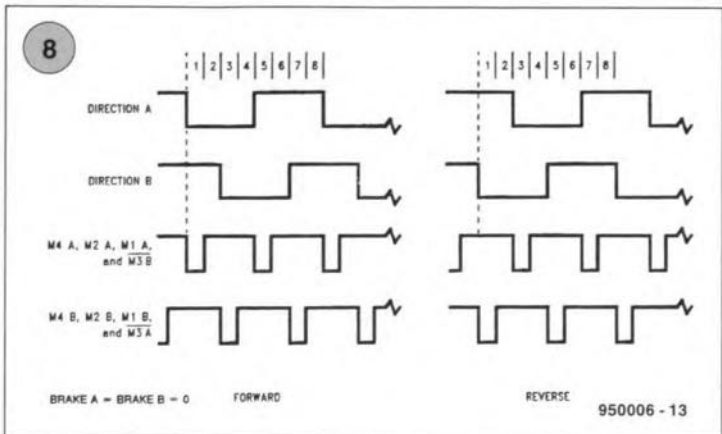 8
1 2 3 4 5 6 7 8
1 2 3 4 5 6 7 8
DIRECTION A
DIRECTION B
M4 A, M2 A, M1 A,
and M3 B
M4 B, M2 B, M1 B,
and M3 A
BRAKE A = BRAKE B = 0 FORWARD REVERSE
950006 - 13